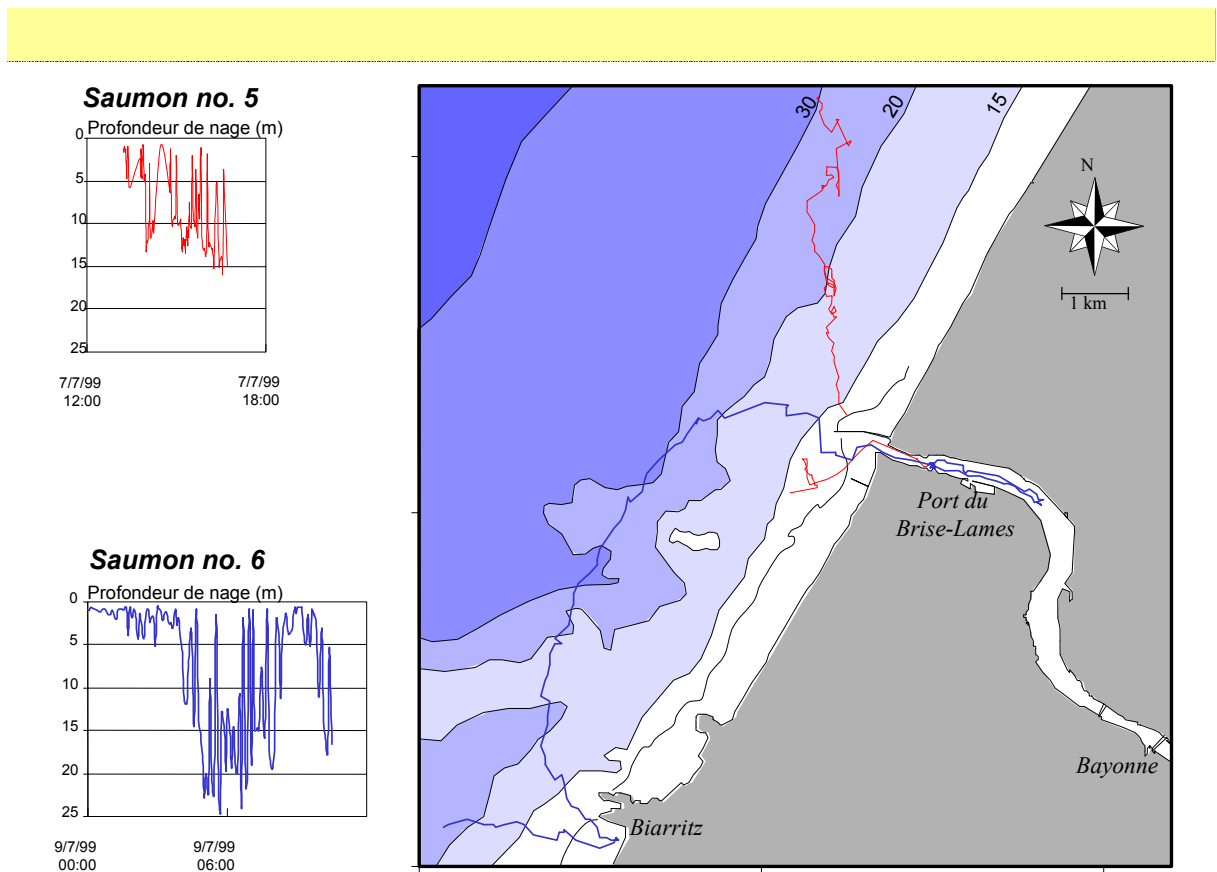 Saumon no. 5
Profondeur de nage (m)
0
5
10
15
20
25
7/7/99
12:00
7/7/99
18:00
Saumon no. 6
Profondeur de nage (m)
0
5
10
15
20
25
9/7/99
00:00
9/7/99
06:00
30
20
15
N
1 km
Port du
Brise-Lames
Bayonne
Biarritz